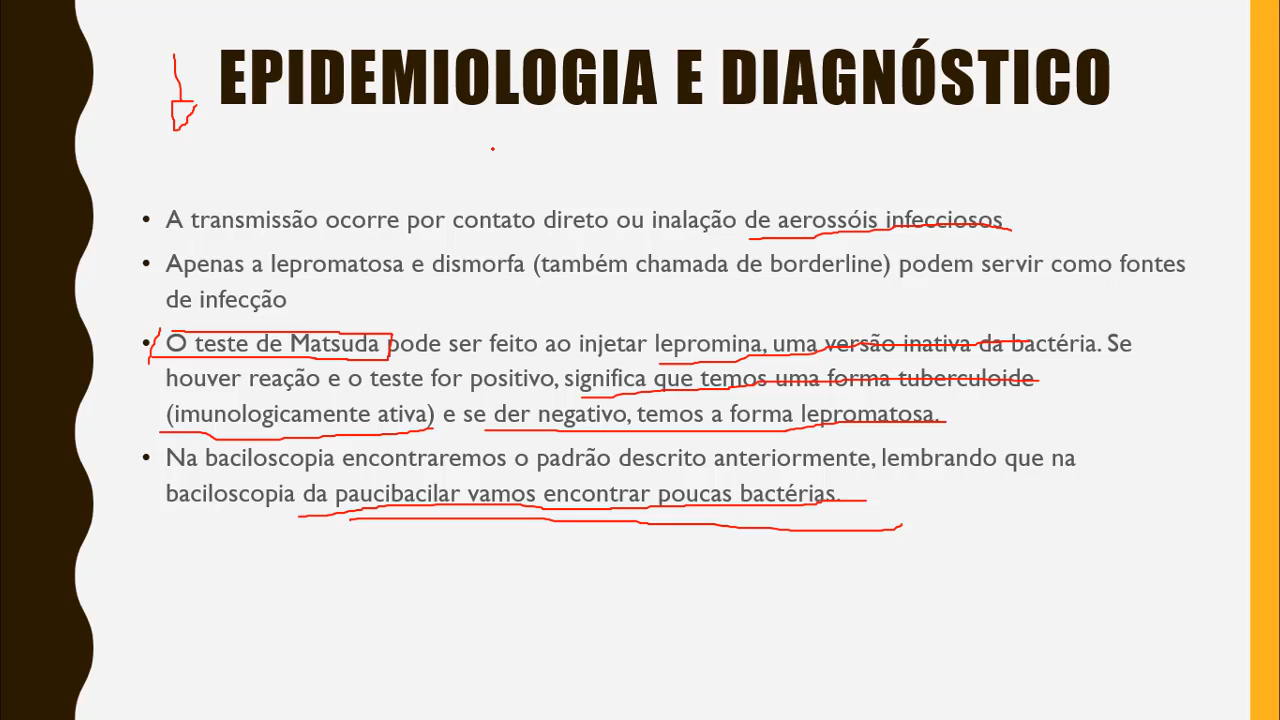 EPIDEMIOLOGIA E DIAGNÓSTICO
• A transmissão ocorre por contato direto ou inalação de aerossóis infecciosos
• Apenas a lepromatosa e dismorfa (também chamada de borderline) podem servir como fontes
de infecção
• O teste de Matsuda pode ser feito ao injetar lepromina, uma versão inativa da bactéria. Se
houver reação e o teste for positivo, significa que temos uma forma tuberculoide
(imunologicamente ativa) e se der negativo, temos a forma lepromatosa.
• Na baciloscopia encontraremos o padrão descrito anteriormente, lembrando que na
baciloscopia da paucibacilar vamos encontrar poucas bactérias.